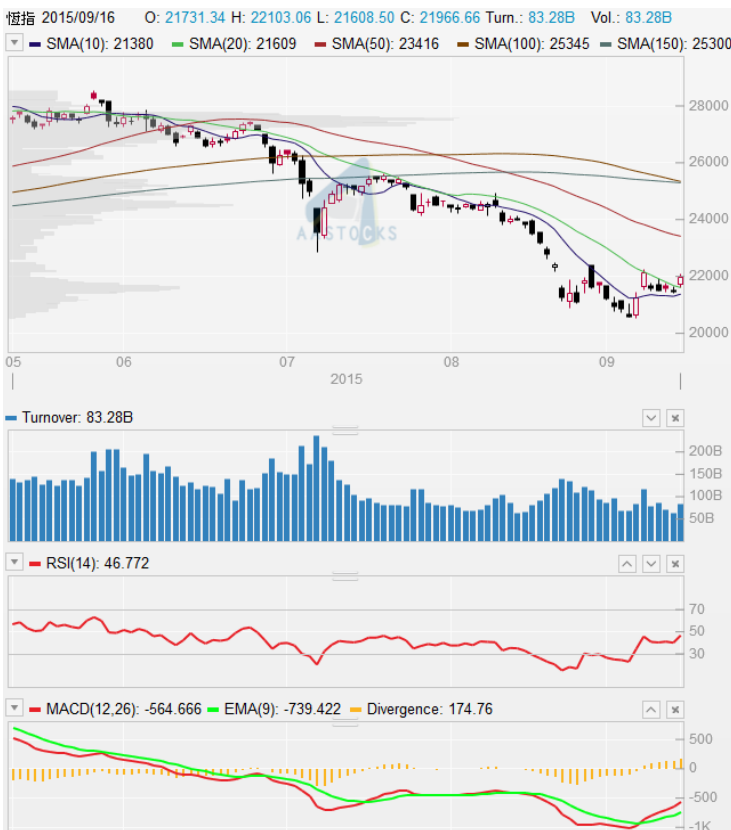 恆指 2015/09/16 O: 21731.34 H: 22103.06 L: 21608.50 C: 21966.66 Turn.: 83.28B Vol.: 83.28B
SMA(10): 21380 SMA(20): 21609 SMA(50): 23416 SMA(100): 25345 SMA(150): 25300
28000
26000
AASTOCKS
24000
22000
20000
05 06 07 08 09
2015
Turnover: 83.28B
200B
150B
100B
50B
RSI(14): 46.772
70
50
30
MACD(12,26): -564.666 EMA(9): -739.422 Divergence: 174.76
500
0
-500
-1K